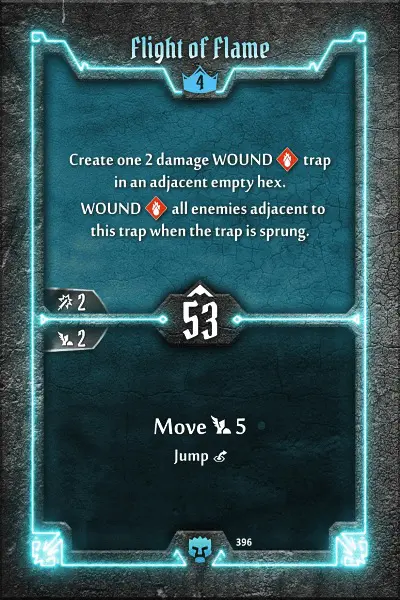 Flight of Flame
4
Create one 2 damage WOUND trap
in an adjacent empty hex.
WOUND all enemies adjacent to
this trap when the trap is sprung.
2
53
2
Move 5
Jump
396